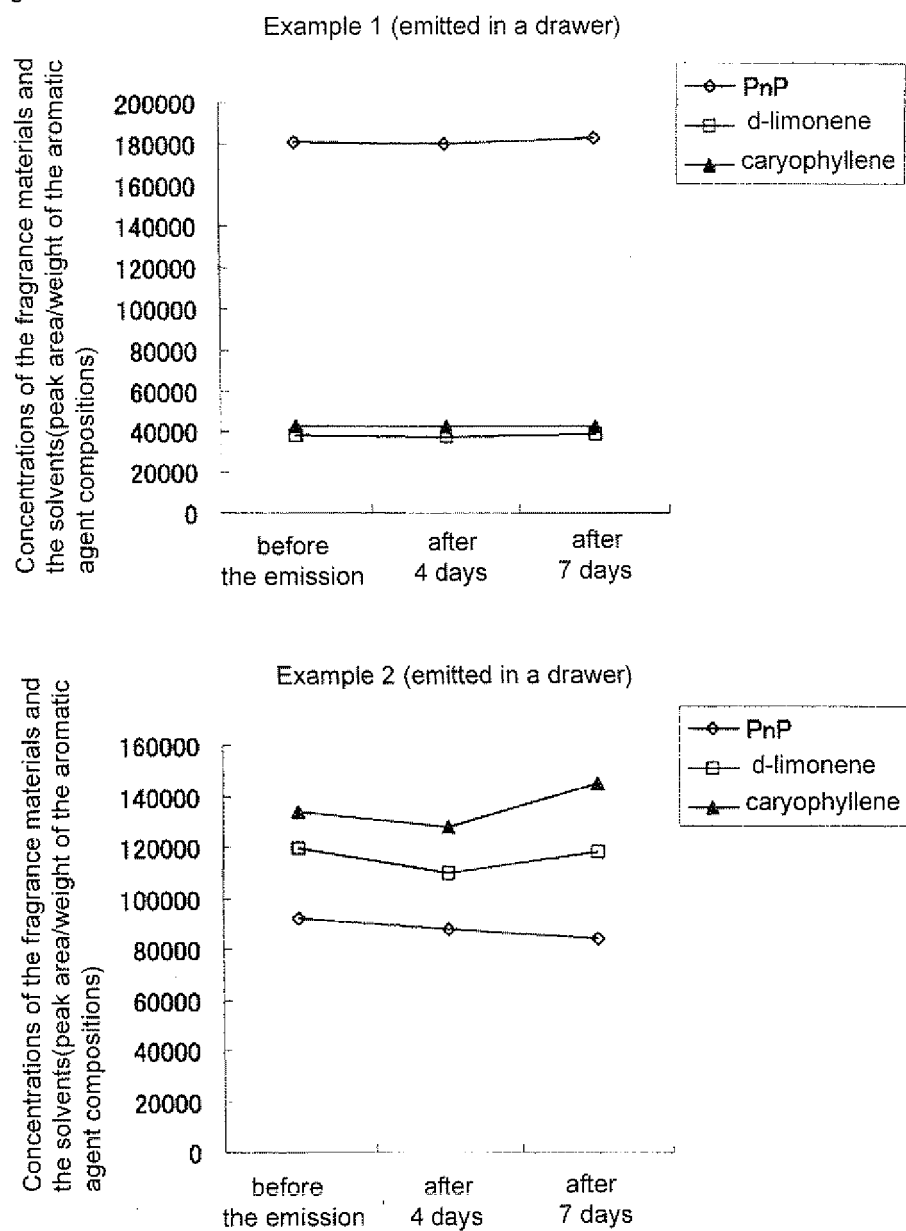 Example 1 (emitted in a drawer)
Concentrations of the fragrance materials and
the solvents(peak area/weight of the aromatic
agent compositions)
200000
180000
160000
140000
120000
100000
80000
60000
40000
20000
0
before
the emission
after
4 days
after
7 days
PnP
d-limonene
caryophyllene
Example 2 (emitted in a drawer)
Concentrations of the fragrance materials and
the solvents(peak area/weight of the aromatic
agent compositions)
160000
140000
120000
100000
80000
60000
40000
20000
0
before
the emission
after
4 days
after
7 days
PnP
d-limonene
caryophyllene